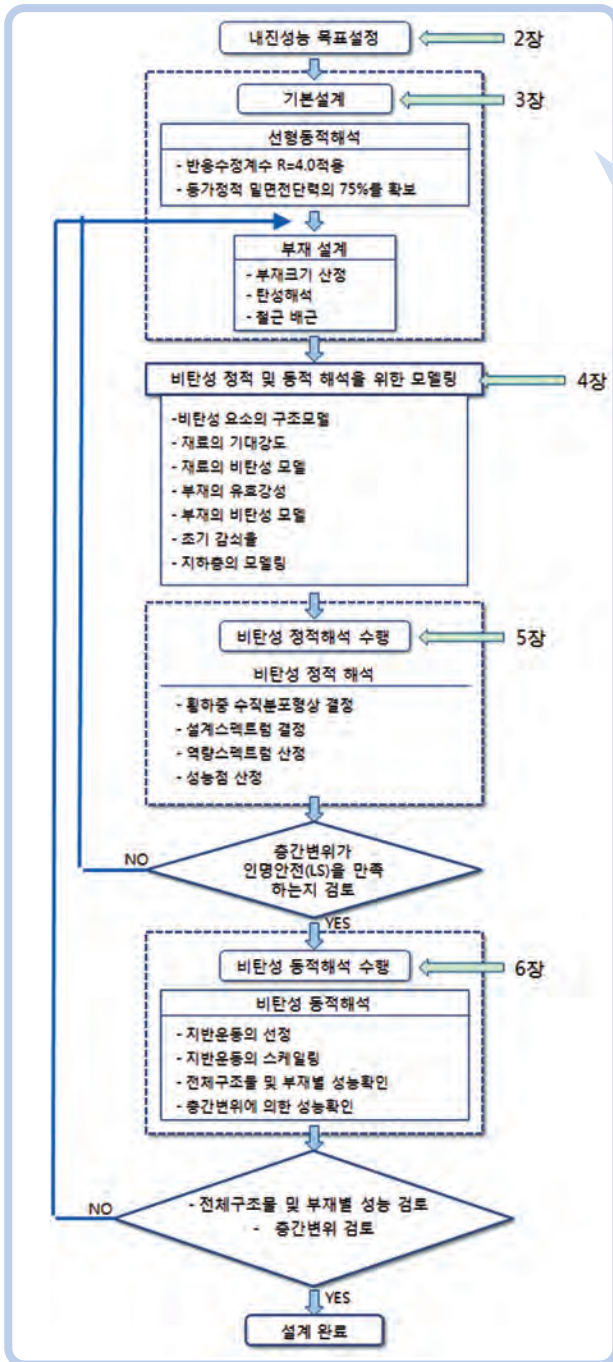 내진성능 목표설정
2장
기본설계
3장
선형동적해석
- 반응수정계수 R=4.0적용
- 등가정적 밑면전단력의 75%를 확보
부재 설계
- 부재크기 산정
- 탄성해석
- 철근 배근
비탄성 정적 및 동적 해석을 위한 모델링
4장
-비탄성 요소의 구조모델
- 재료의 기대강도
- 재료의 비탄성 모델
- 부재의 유효강성
- 부재의 비탄성 모델
- 초기 감쇠율
- 지하층의 모델링
비탄성 정적해석 수행
5장
비탄성 정적 해석
- 횡하중 수직분포형상 결정
- 설계스펙트럼 결정
- 역량스펙트럼 산정
- 성능점 산정
층간변위가
인명안전(LS)을 만족
하는지 검토
NO
YES
비탄성 동적해석 수행
6장
비탄성 동적해석
- 지반운동의 선정
- 지반운동의 스케일링
- 전체구조물 및 부재별 성능확인
- 층간변위에 의한 성능확인
NO
- 전체구조물 및 부재별 성능 검토
- 층간변위 검토
YES
설계 완료